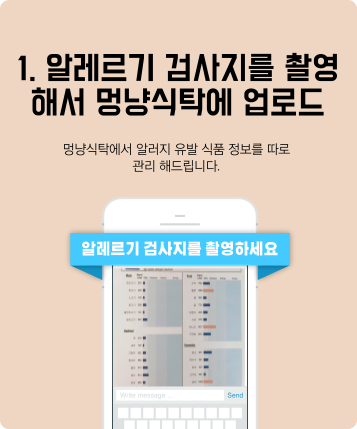 1. 알레르기 검사지를 촬영
해서 멍냥식탁에 업로드
멍냥식탁에서 알러지 유발 식품 정보를 따로
관리 해드립니다.
알레르기 검사지를 촬영하세요
Write message ...
Send